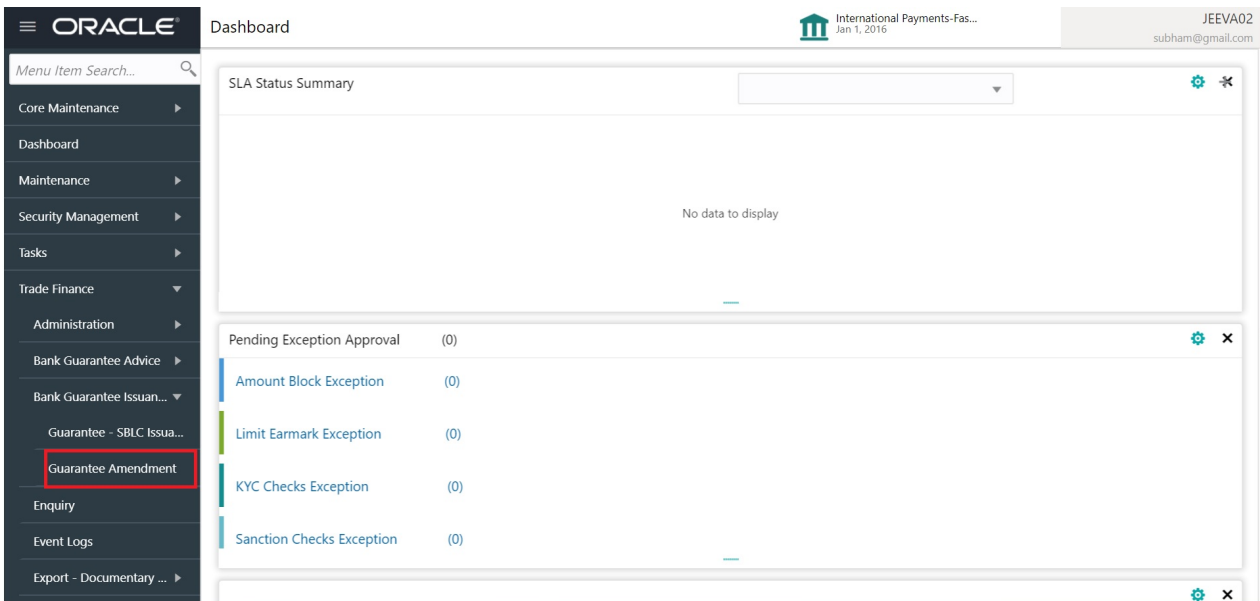 ORACLE
Dashboard
International Payments-Fas...
Jan 1, 2016
JEEVA02
subham@gmail.com
Menu Item Search...
Core Maintenance
Dashboard
Maintenance
Security Management
Tasks
Trade Finance
Administration
Bank Guarantee Advice
Bank Guarantee Issuan...
Guarantee - SBLC Issua...
Guarantee Amendment
Enquiry
Event Logs
Export - Documentary ...
SLA Status Summary
No data to display
Pending Exception Approval (0)
Amount Block Exception (0)
Limit Earmark Exception (0)
KYC Checks Exception (0)
Sanction Checks Exception (0)